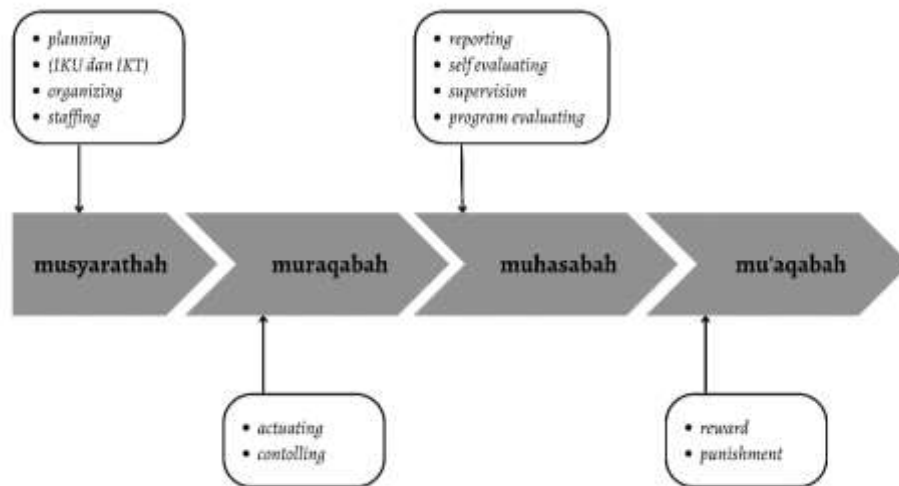 • planning
• (IKU dan IKT)
• organizing
• staffing
• reporting
• self evaluating
• supervision
• program evaluating
musyarathah
muraqabah
muhasabah
mu'aqabah
• actuating
• contolling
• reward
• punishment